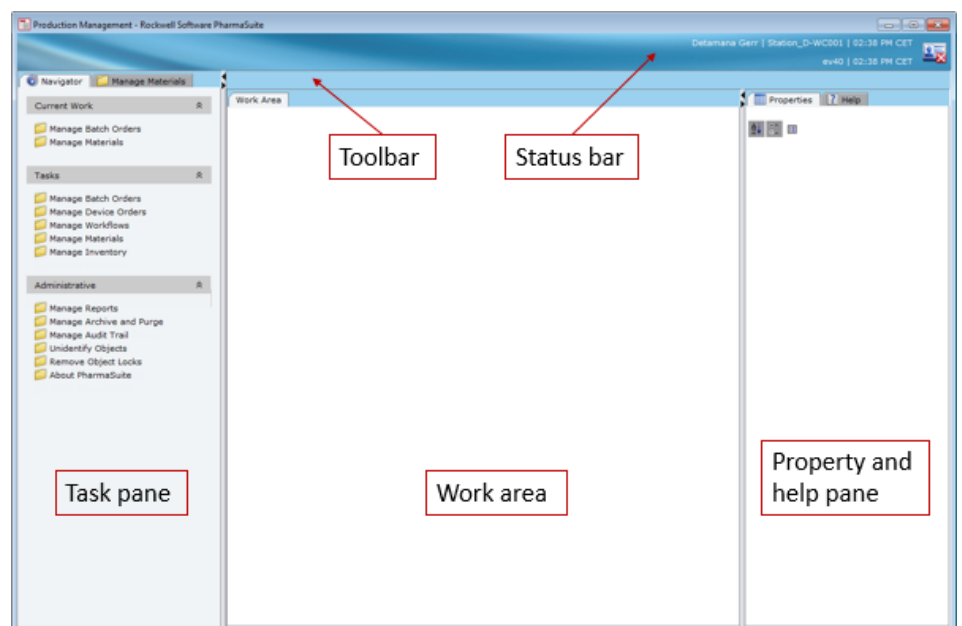 Production Management - Rockwell Software PharmaSuite
Detamana Gerr | Station_D-WC001 | 02:38 PM CET
ev40 | 02:38 PM CET
Navigator
Manage Materials
Current Work
Manage Batch Orders
Manage Materials
Tasks
Manage Batch Orders
Manage Device Orders
Manage Workflows
Manage Materials
Manage Inventory
Administrative
Manage Reports
Manage Archive and Purge
Manage Audit Trail
Unidentify Objects
Remove Object Locks
About PharmaSuite
Task pane
Work Area
Toolbar
Status bar
Work area
Properties
Help
Property and
help pane